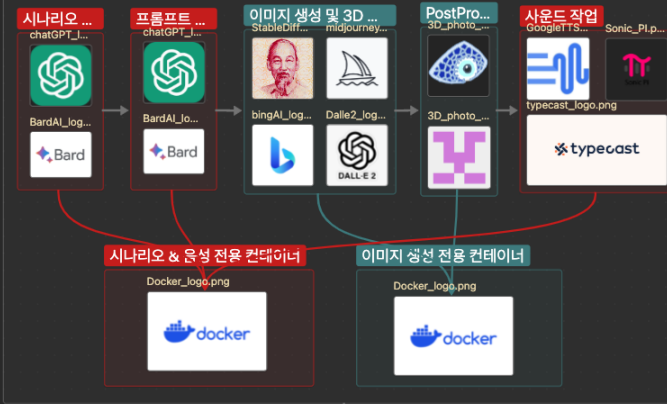 시나리오 ...
프롬프트 ...
이미지 생성 및 3D ...
PostPro...
사운드 작업
chatGPT_l...
chatGPT_l...
StableDiff...
midjourney...
3D_photo_...
GoogleTTS...
Sonic_PI.p...
BardAI_log...
BardAI_lo...
bingAI_log...
Dalle2_log...
3D_photo_...
typecast_logo.png
Bard
Bard
DALL·E 2
typecast
시나리오 & 음성 전용 컨테이너
이미지 생성 전용 컨테이너
Docker_logo.png
Docker_logo.png
docker
docker